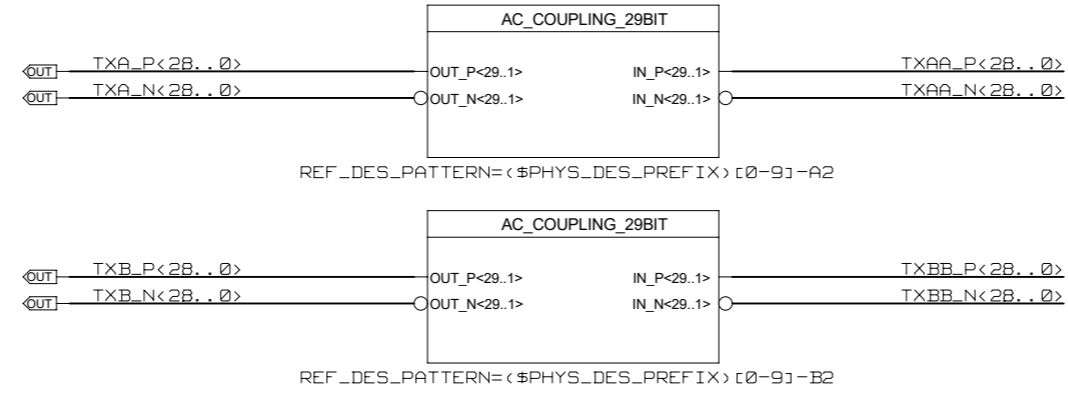 AC_COUPLING_29BIT
OUT TXA_P<28..0> OUT_P<29..1> IN_P<29..1> TXAA_P<28..0>
OUT TXA_N<28..0> OUT_N<29..1> IN_N<29..1> TXAA_N<28..0>
REF_DES_PATTERN=($PHYS_DES_PREFIX)[0-9]-A2
AC_COUPLING_29BIT
OUT TXB_P<28..0> OUT_P<29..1> IN_P<29..1> TXBB_P<28..0>
OUT TXB_N<28..0> OUT_N<29..1> IN_N<29..1> TXBB_N<28..0>
REF_DES_PATTERN=($PHYS_DES_PREFIX)[0-9]-B2